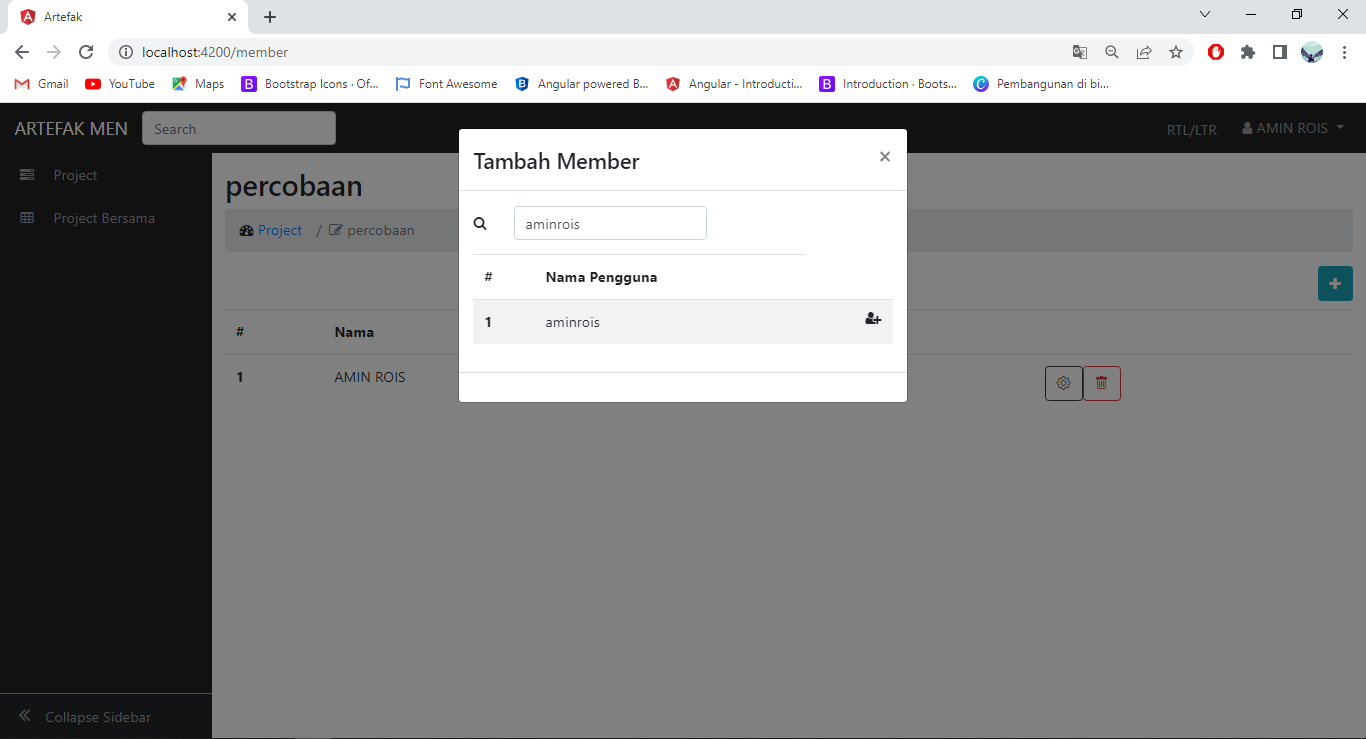 Artefak
localhost:4200/member
Gmail YouTube Maps Bootstrap Icons · Of... Font Awesome Angular powered B... Angular - Introducti... Introduction · Boots... Pembangunan di bi...
ARTEFAK MEN Search RTL/LTR AMIN ROIS
Project
Project Bersama
percobaan
Project / percobaan
# Nama
1 AMIN ROIS
Tambah Member ×
aminrois
# Nama Pengguna
1 aminrois
Collapse Sidebar